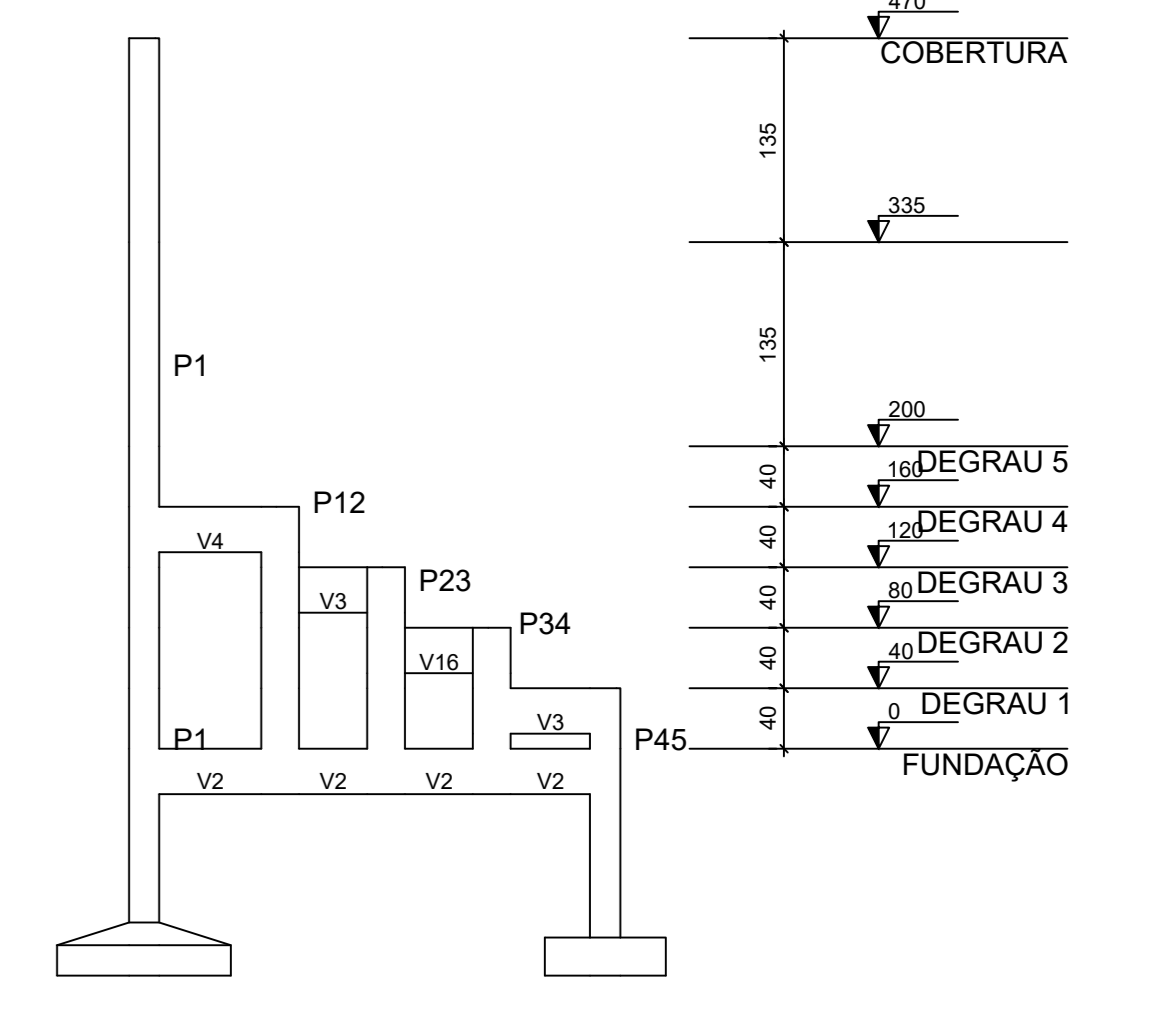 470
COBERTURA
135
335
135
P1
200
DEGRAU 5
40
160
DEGRAU 4
P12
40
120
DEGRAU 3
V4
P23
40
80
DEGRAU 2
V3
P34
40
40
DEGRAU 1
V16
40
0
FUNDAÇÃO
V3
P1
P45
V2
V2
V2
V2